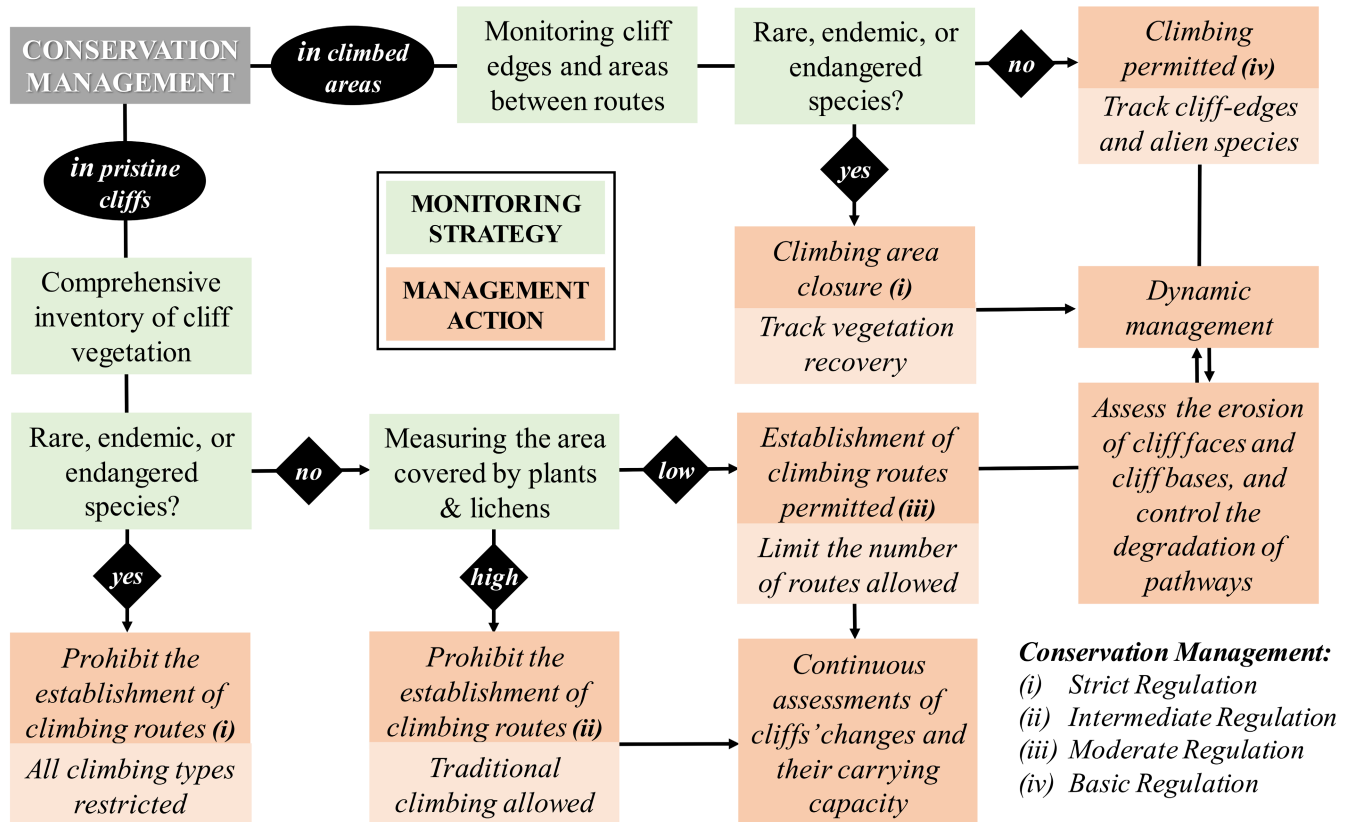 CONSERVATION
MANAGEMENT
in climbed
areas
Monitoring cliff
edges and areas
between routes
Rare, endemic, or
endangered
species?
no
Climbing
permitted (iv)
Track cliff-edges
and alien species
in pristine
cliffs
yes
MONITORING
STRATEGY
MANAGEMENT
ACTION
Climbing area
closure (i)
Track vegetation
recovery
Dynamic
management
Comprehensive
inventory of cliff
vegetation
Rare, endemic, or
endangered
species?
no
Measuring the area
covered by plants
& lichens
low
Establishment of
climbing routes
permitted (iii)
Limit the number
of routes allowed
Assess the erosion
of cliff faces and
cliff bases, and
control the
degradation of
pathways
yes
high
Prohibit the
establishment of
climbing routes (i)
All climbing types
restricted
Prohibit the
establishment of
climbing routes (ii)
Traditional
climbing allowed
Continuous
assessments of
cliffs' changes and
their carrying
capacity
Conservation Management:
(i) Strict Regulation
(ii) Intermediate Regulation
(iii) Moderate Regulation
(iv) Basic Regulation